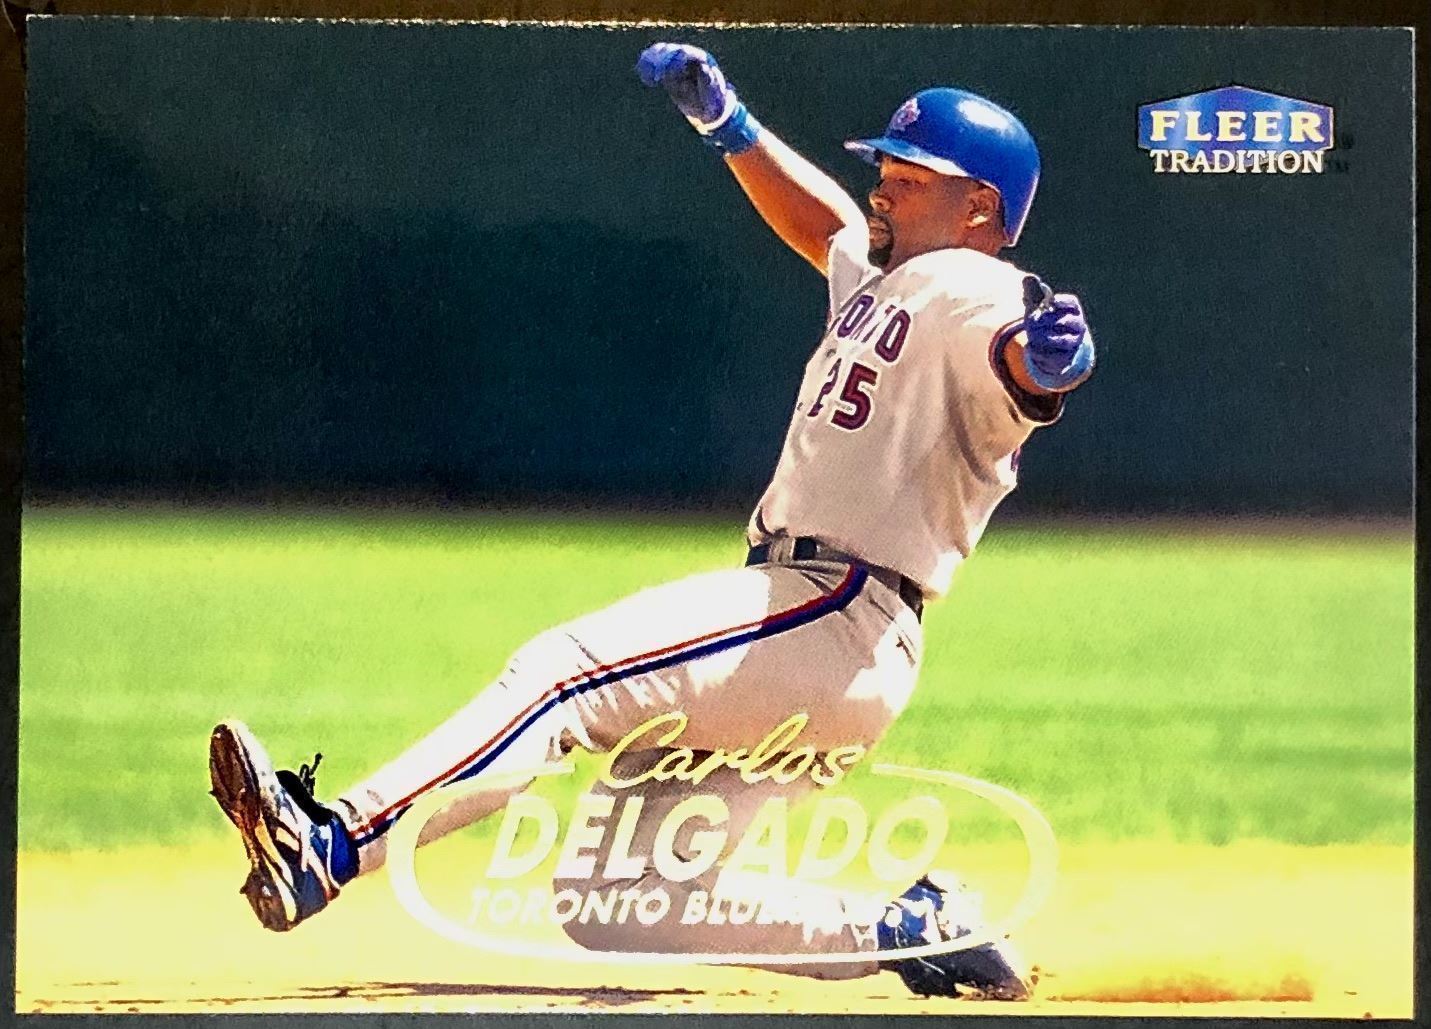 FLEER
TRADITION
25
Carlos
DELGADO
TORONTO